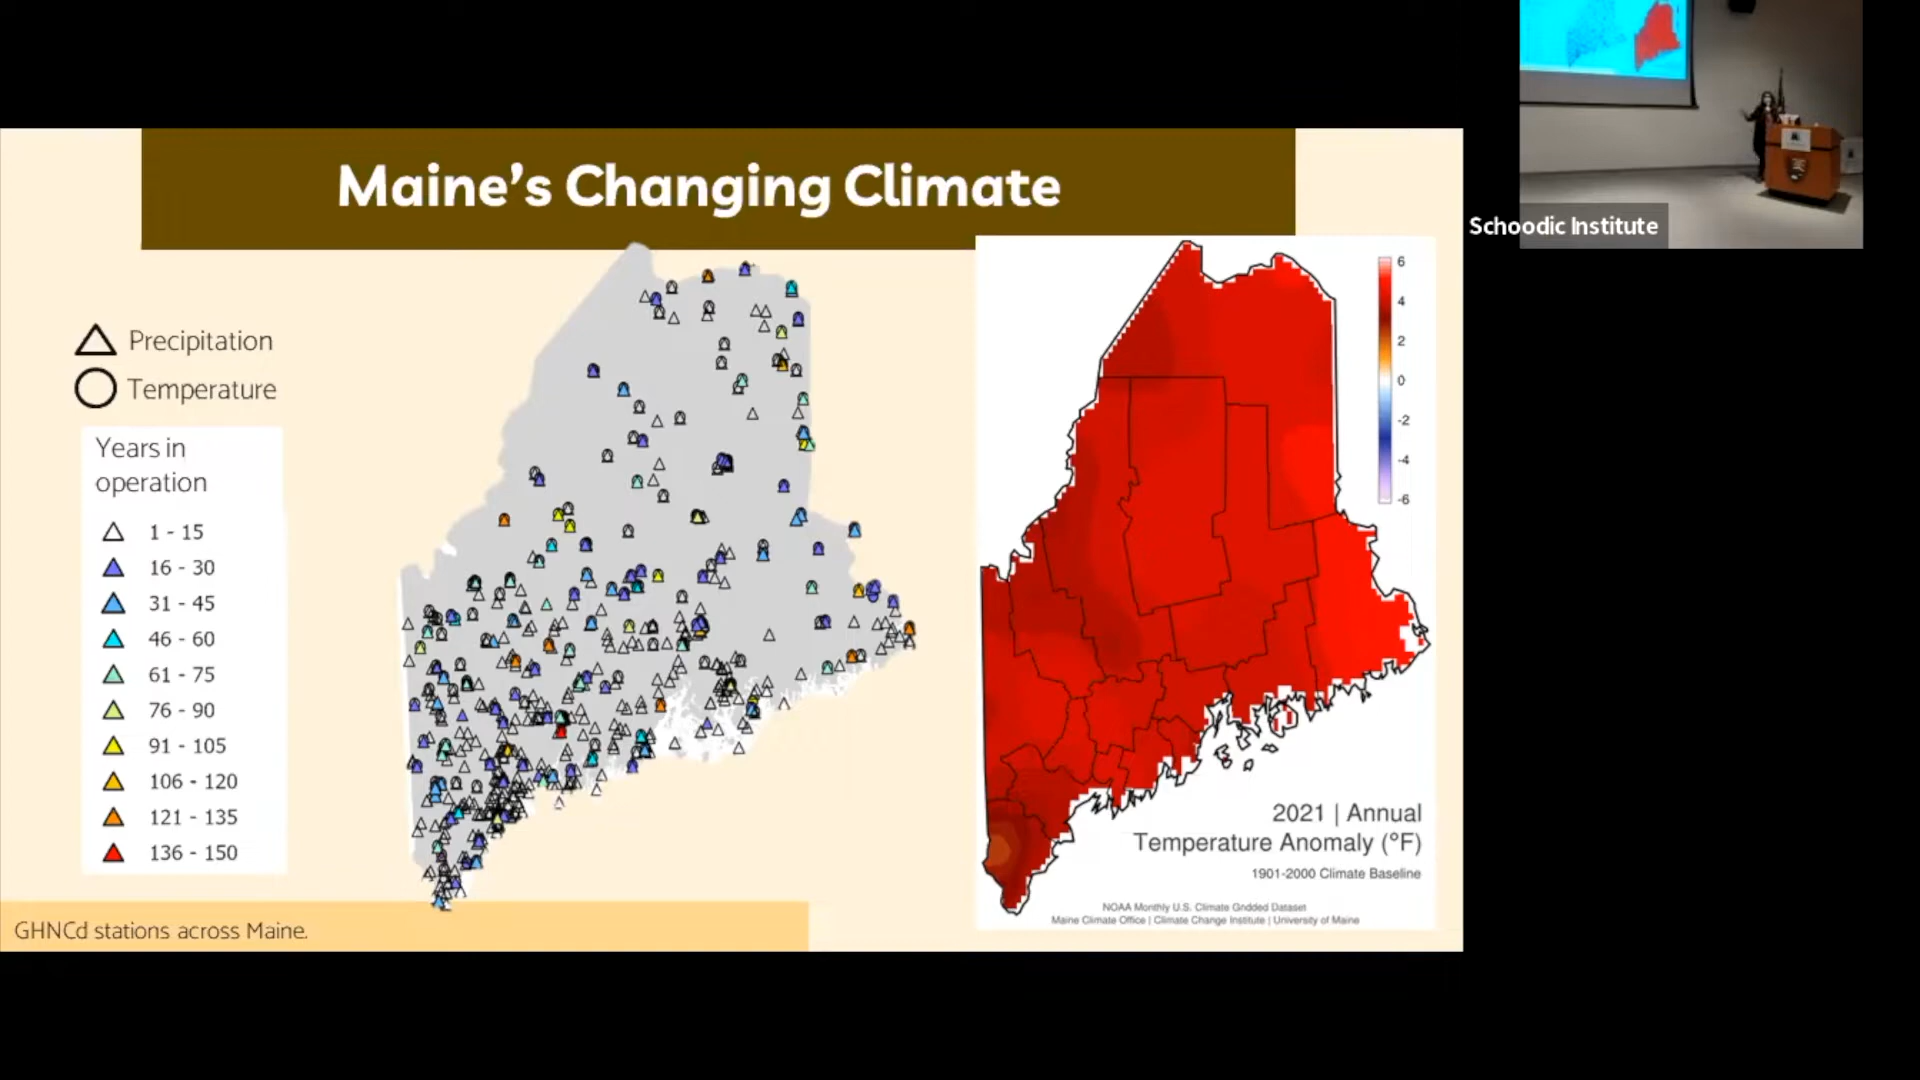 Maine's Changing Climate
Schoodic Institute
Precipitation
Temperature
Years in
operation
1 - 15
16 - 30
31 - 45
46 - 60
61 - 75
76 - 90
91 - 105
106 - 120
121 - 135
136 - 150
GHNCd stations across Maine.
6
4
2
0
-2
-4
-6
2021 | Annual
Temperature Anomaly (°F)
1901-2000 Climate Baseline
NOAA Monthly U.S. Climate Gridded Dataset
Maine Climate Office | Climate Change Institute | University of Maine